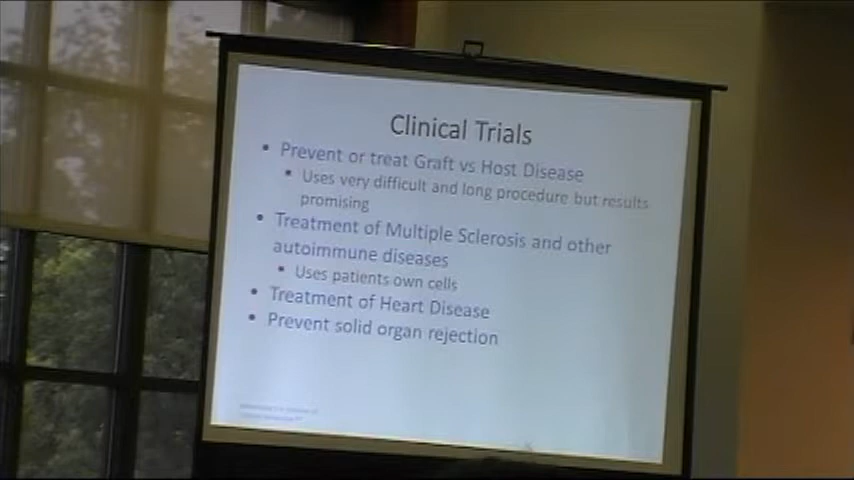 Clinical Trials
• Prevent or treat Graft vs Host Disease
• Uses very difficult and long procedure but results
promising
• Treatment of Multiple Sclerosis and other
autoimmune diseases
• Uses patients own cells
• Treatment of Heart Disease
• Prevent solid organ rejection